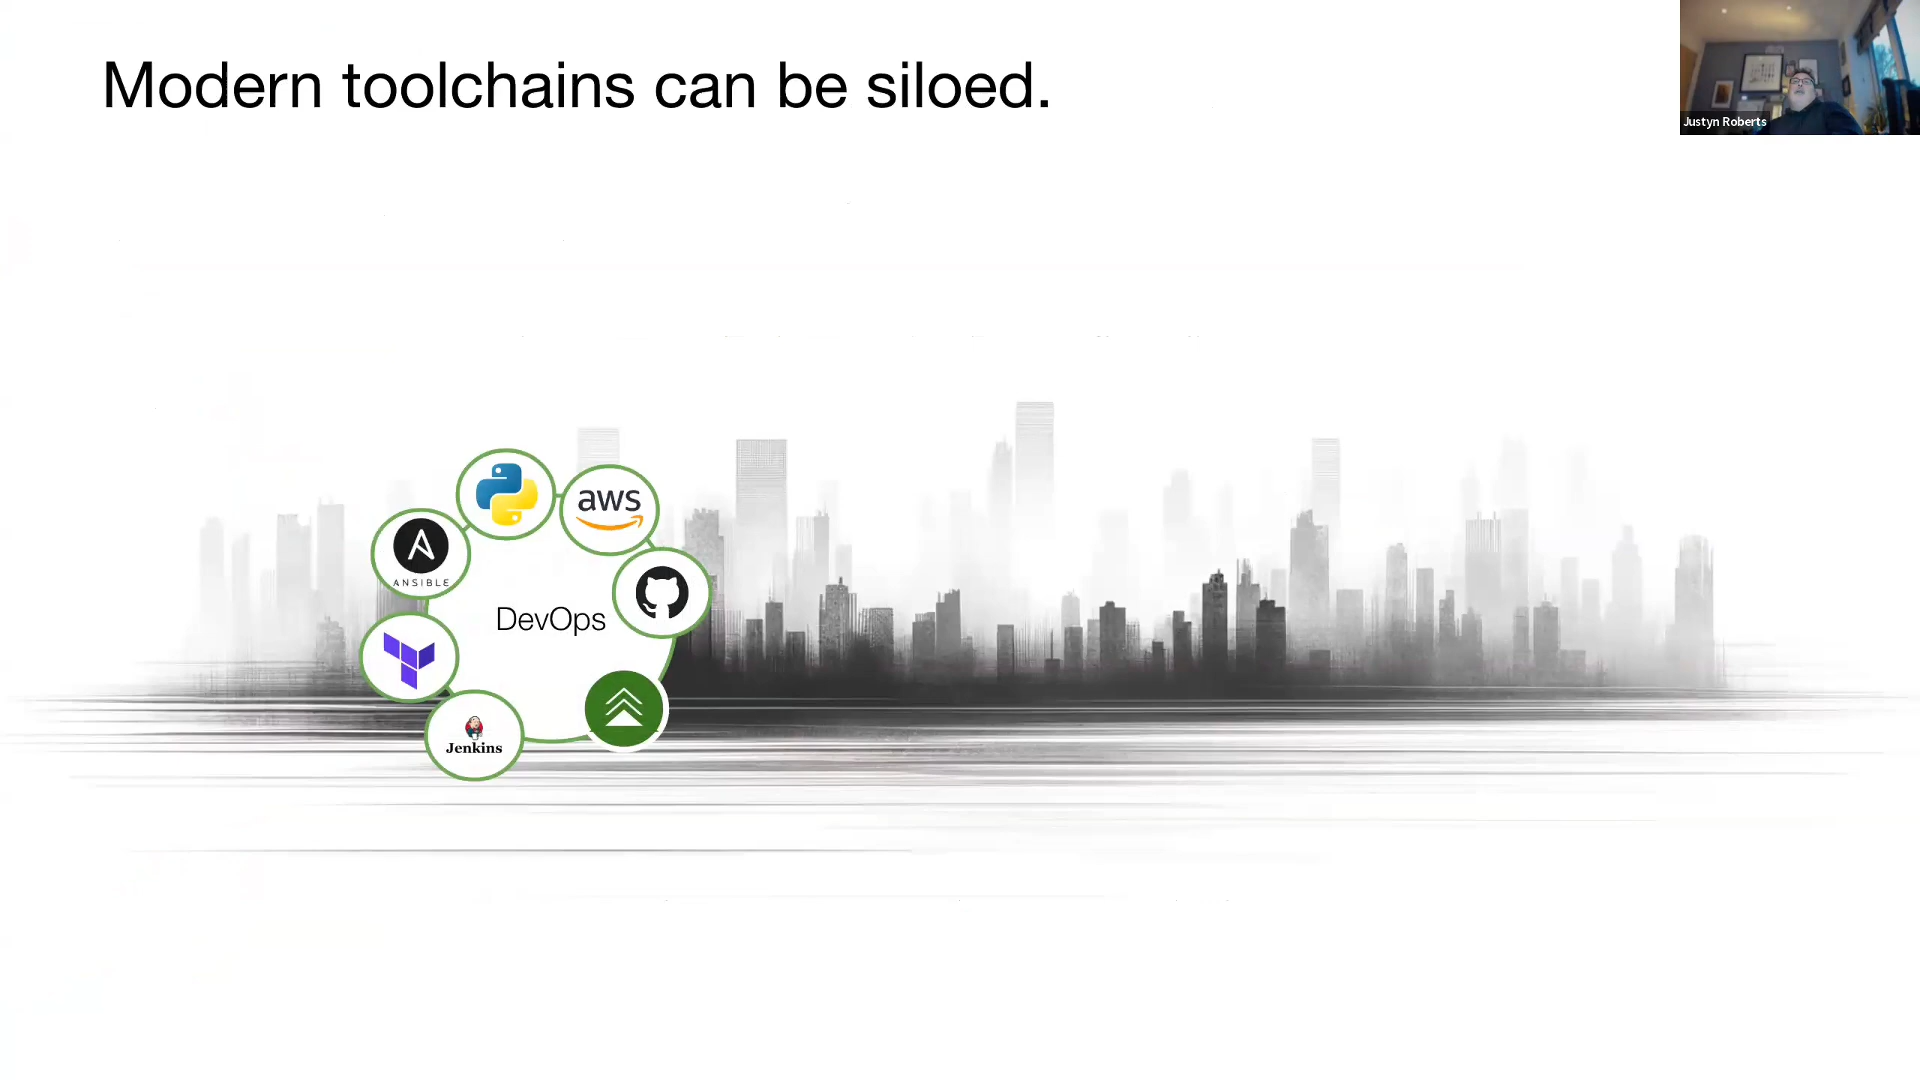 Modern toolchains can be siloed.
Justyn Roberts
aws
ANSIBLE
DevOps
Jenkins